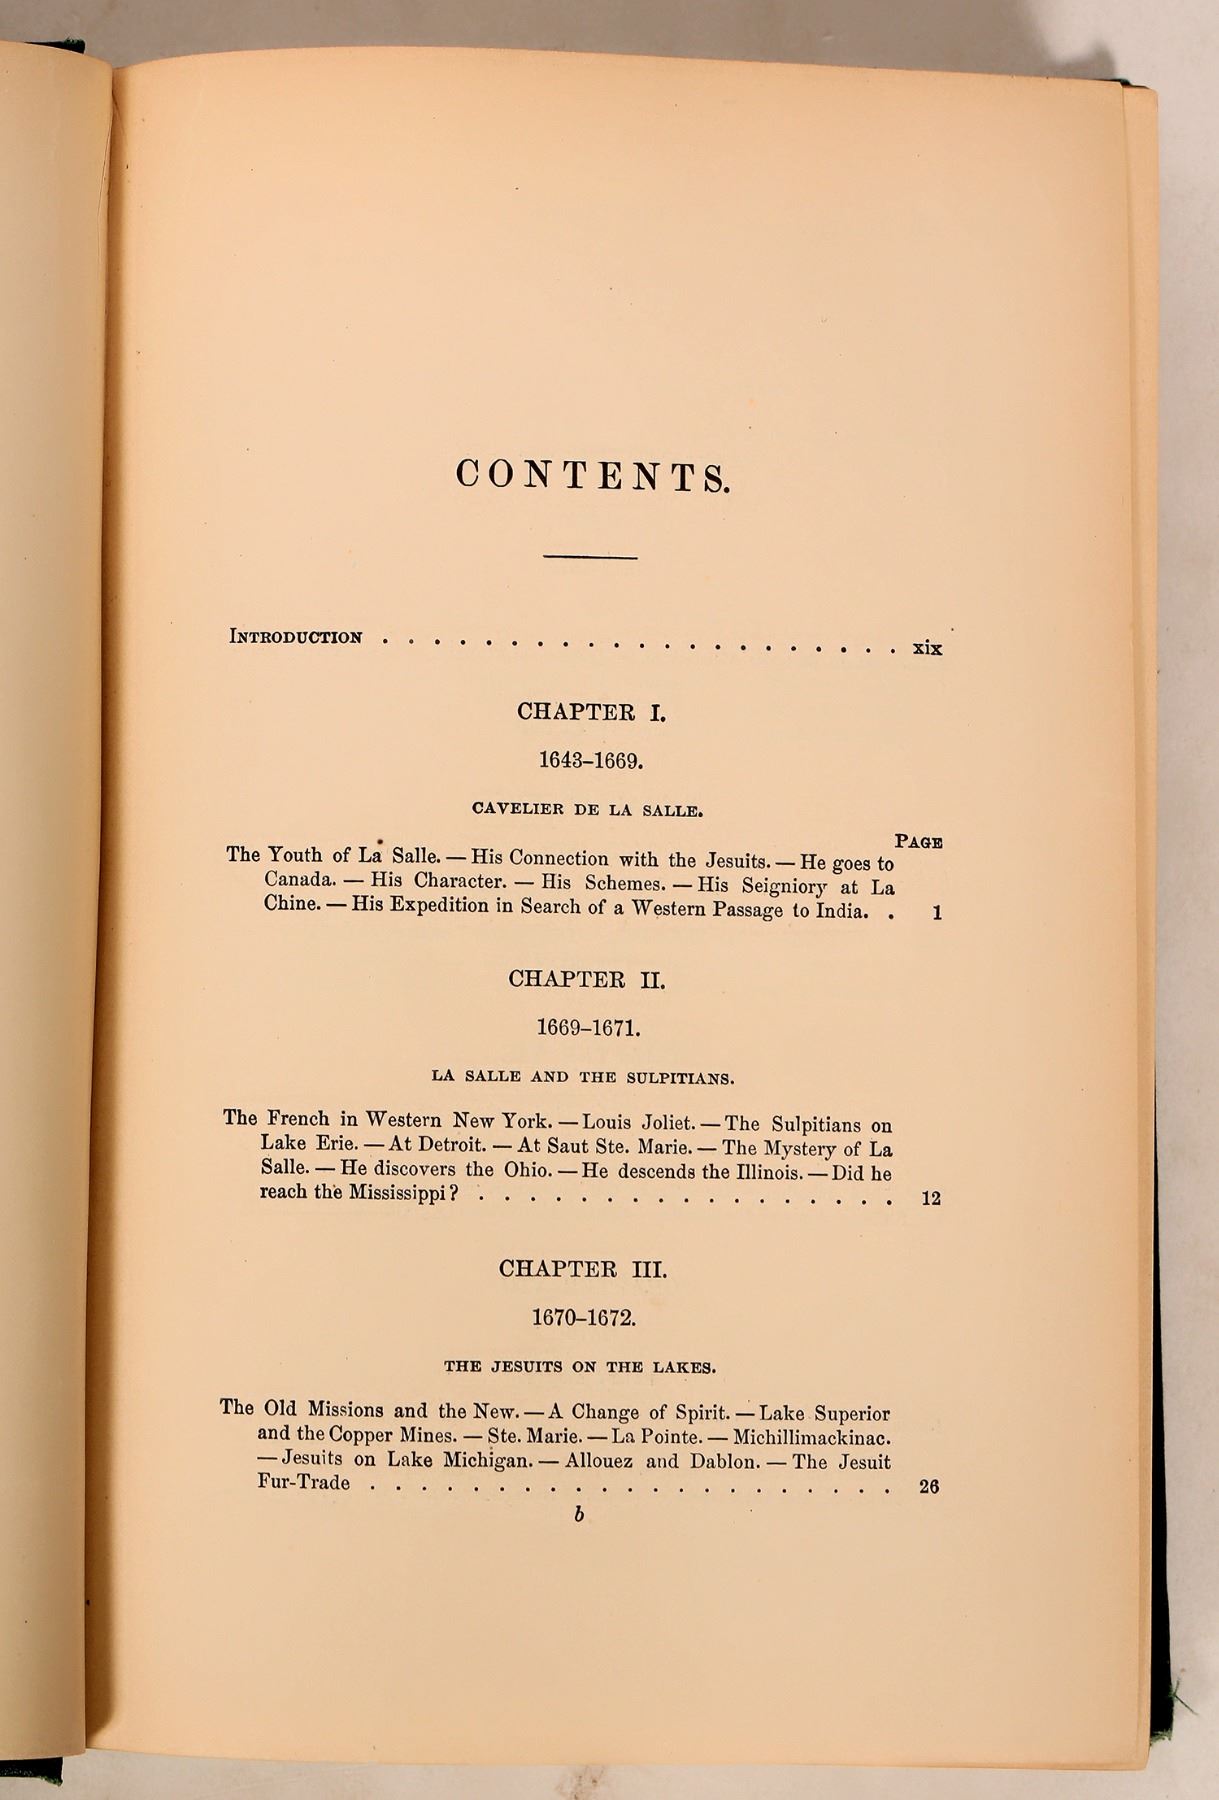 CONTENTS.
INTRODUCTION . . . . . . . . . . . . . . . . . . . . . xix
CHAPTER I.
1643–1669.
CAVELIER DE LA SALLE.
PAGE
The Youth of La Salle. — His Connection with the Jesuits. — He goes to
Canada. — His Character. — His Schemes. — His Seigniory at La
Chine. — His Expedition in Search of a Western Passage to India. . 1
CHAPTER II.
1669–1671.
LA SALLE AND THE SULPITIANS.
The French in Western New York. — Louis Joliet. — The Sulpitians on
Lake Erie. — At Detroit. — At Saut Ste. Marie. — The Mystery of La
Salle. — He discovers the Ohio. — He descends the Illinois. — Did he
reach the Mississippi? . . . . . . . . . . . . . . . . . 12
CHAPTER III.
1670–1672.
THE JESUITS ON THE LAKES.
The Old Missions and the New. — A Change of Spirit. — Lake Superior
and the Copper Mines. — Ste. Marie. — La Pointe. — Michillimackinac.
— Jesuits on Lake Michigan. — Allouez and Dablon. — The Jesuit
Fur-Trade . . . . . . . . . . . . . . . . . . . . . 26
b